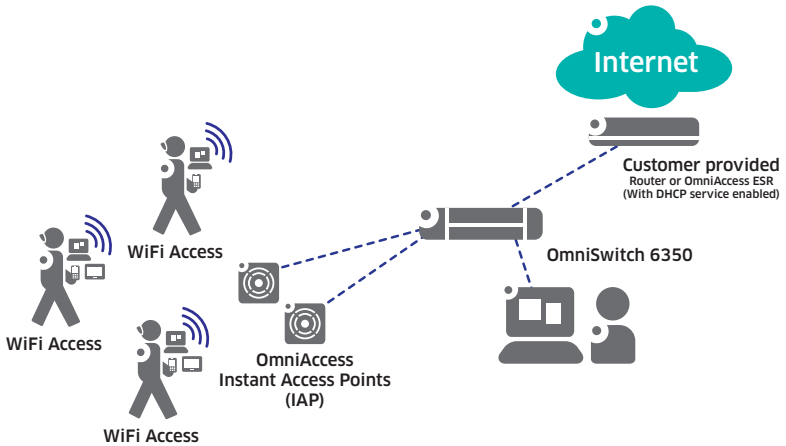 Internet
Customer provided
Router or OmniAccess ESR
(With DHCP service enabled)
WiFi Access
OmniSwitch 6350
WiFi Access
OmniAccess
Instant Access Points
(IAP)
WiFi Access